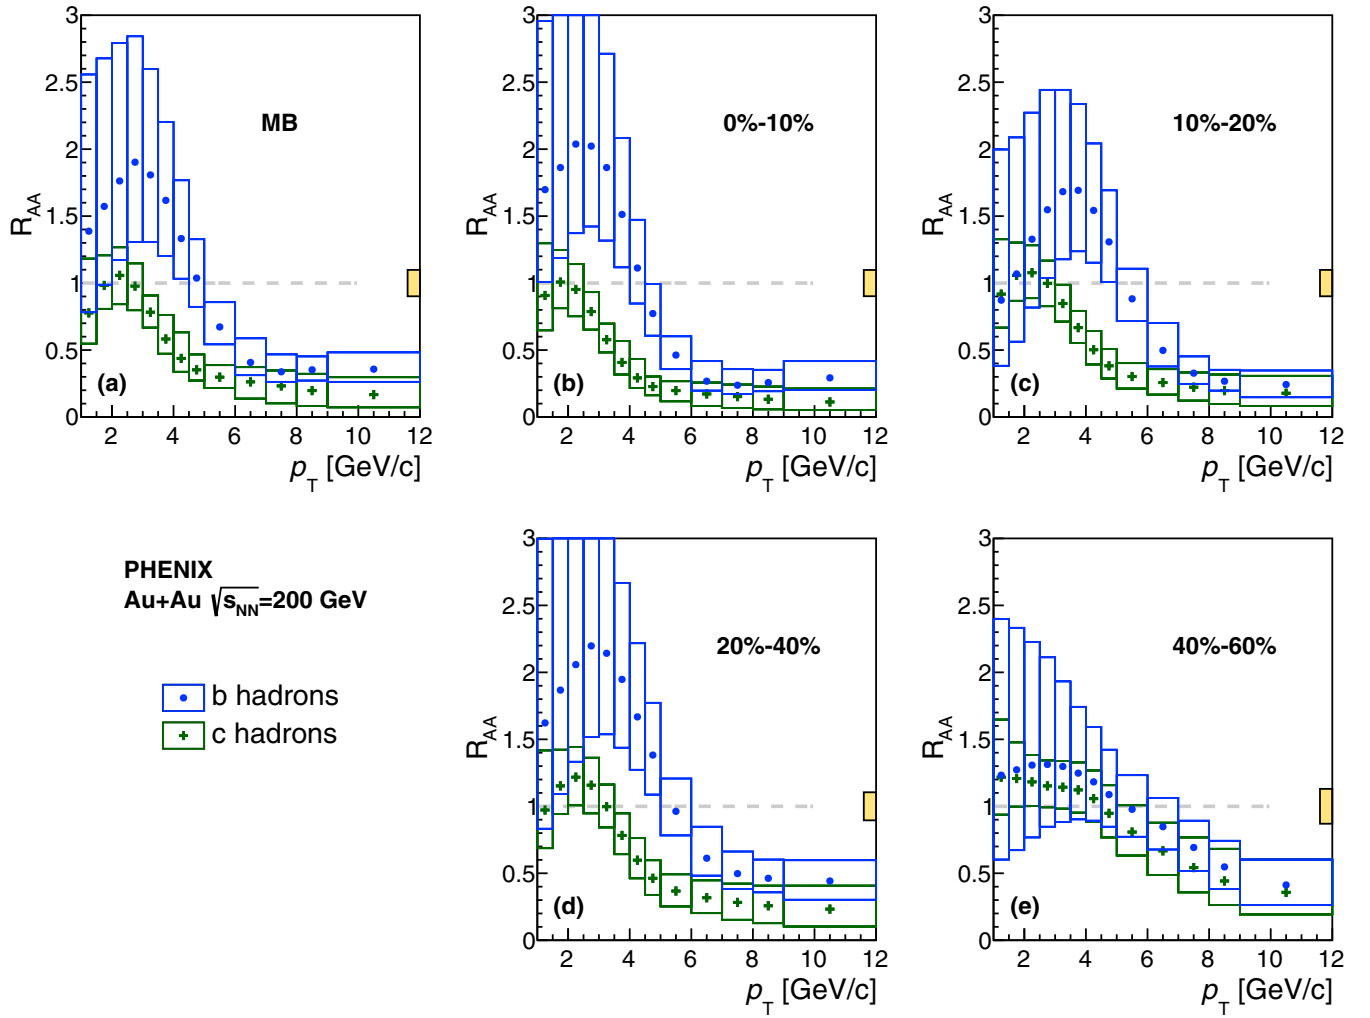 3
2.5
2
1.5
1
0.5
0
R_AA
MB
(a)
2 4 6 8 10 12
p_T [GeV/c]
3
2.5
2
1.5
1
0.5
0
R_AA
0%-10%
(b)
2 4 6 8 10 12
p_T [GeV/c]
3
2.5
2
1.5
1
0.5
0
R_AA
10%-20%
(c)
2 4 6 8 10 12
p_T [GeV/c]
PHENIX
Au+Au √s_NN=200 GeV
b hadrons
c hadrons
3
2.5
2
1.5
1
0.5
0
R_AA
20%-40%
(d)
2 4 6 8 10 12
p_T [GeV/c]
3
2.5
2
1.5
1
0.5
0
R_AA
40%-60%
(e)
2 4 6 8 10 12
p_T [GeV/c]